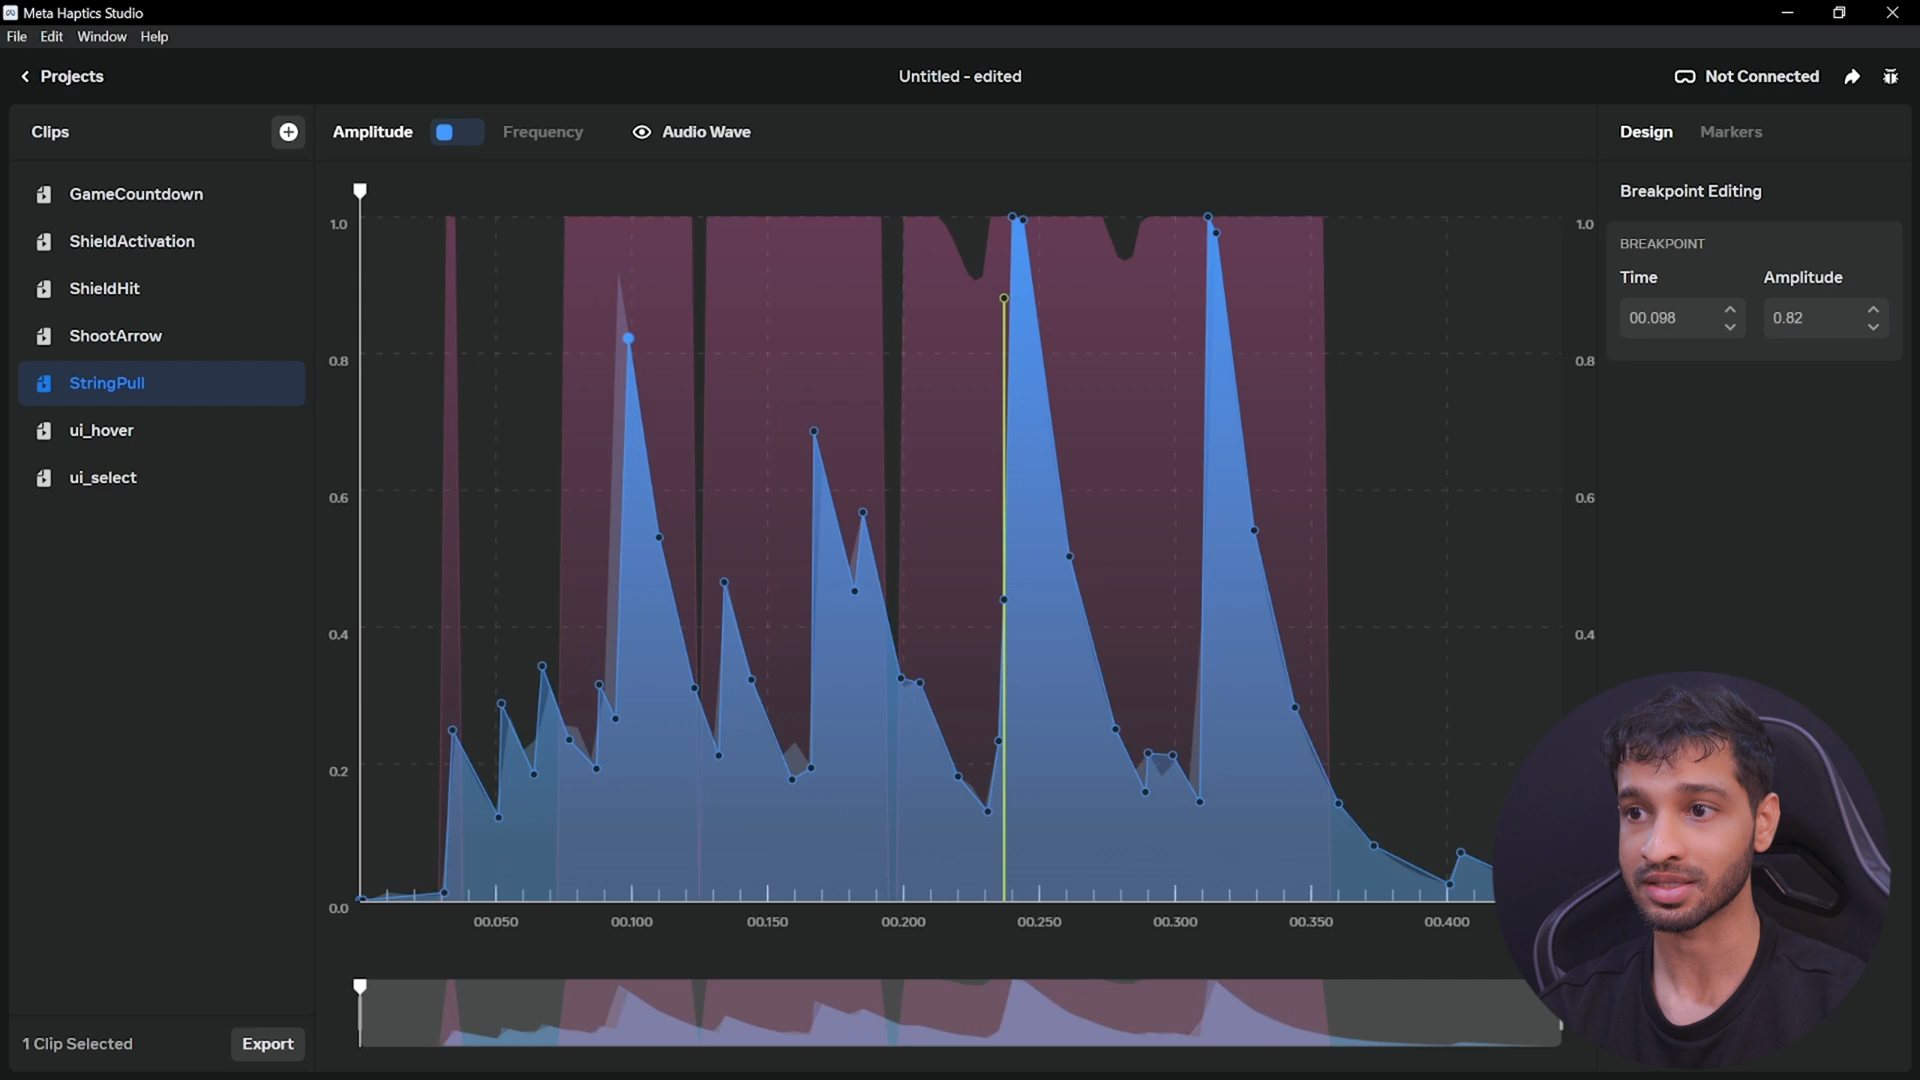 Meta Haptics Studio
File Edit Window Help
Projects
Untitled - edited
Not Connected
Clips
Amplitude
Frequency
Audio Wave
Design
Markers
GameCountdown
ShieldActivation
ShieldHit
ShootArrow
StringPull
ui_hover
ui_select
Breakpoint Editing
BREAKPOINT
Time
Amplitude
00.098
0.82
1.0
0.8
0.6
0.4
0.2
0.0
1.0
0.8
0.6
0.4
00.050
00.100
00.150
00.200
00.250
00.300
00.350
00.400
1 Clip Selected
Export